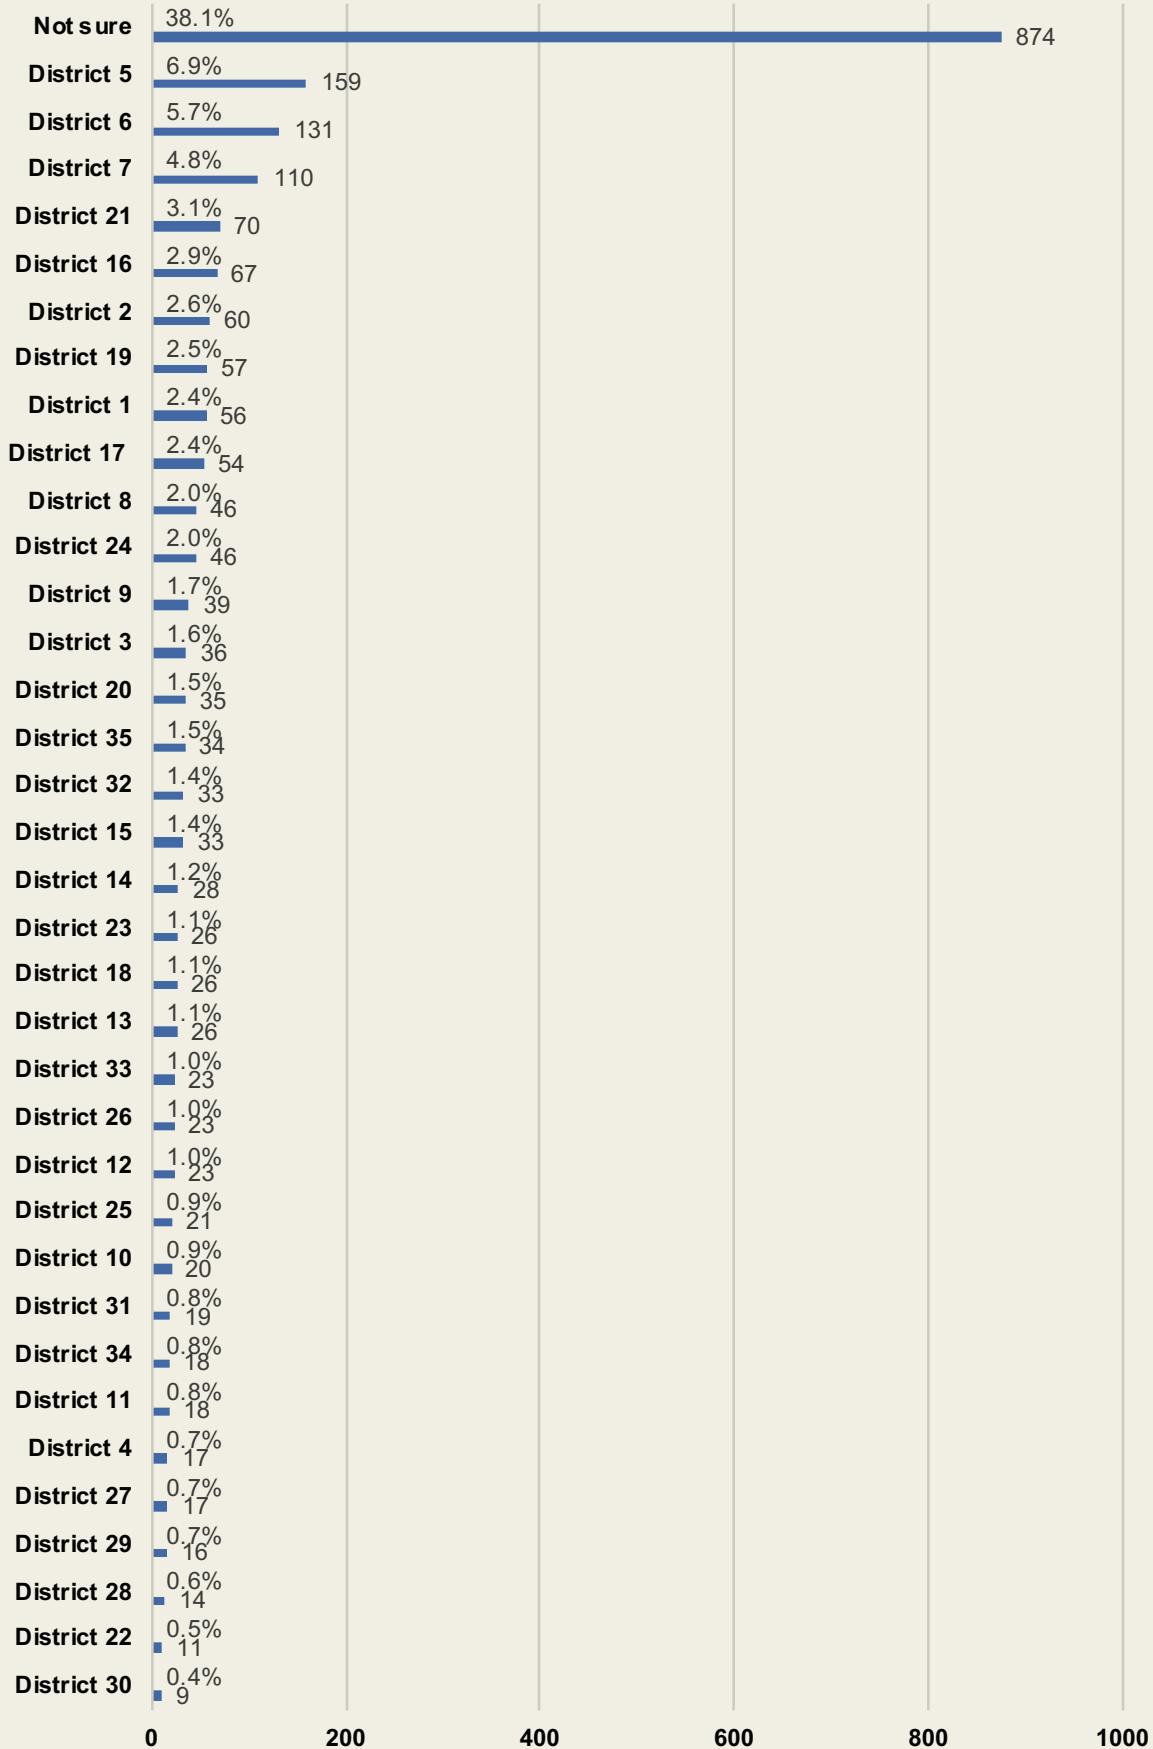 Not sure 38.1% 874
District 5 6.9% 159
District 6 5.7% 131
District 7 4.8% 110
District 21 3.1% 70
District 16 2.9% 67
District 2 2.6% 60
District 19 2.5% 57
District 1 2.4% 56
District 17 2.4% 54
District 8 2.0% 46
District 24 2.0% 46
District 9 1.7% 39
District 3 1.6% 36
District 20 1.5% 35
District 35 1.5% 34
District 32 1.4% 33
District 15 1.4% 33
District 14 1.2% 28
District 23 1.1% 26
District 18 1.1% 26
District 13 1.1% 26
District 33 1.0% 23
District 26 1.0% 23
District 12 1.0% 23
District 25 0.9% 21
District 10 0.9% 20
District 31 0.8% 19
District 34 0.8% 18
District 11 0.8% 18
District 4 0.7% 17
District 27 0.7% 17
District 29 0.7% 16
District 28 0.6% 14
District 22 0.5% 11
District 30 0.4% 9
0 200 400 600 800 1000